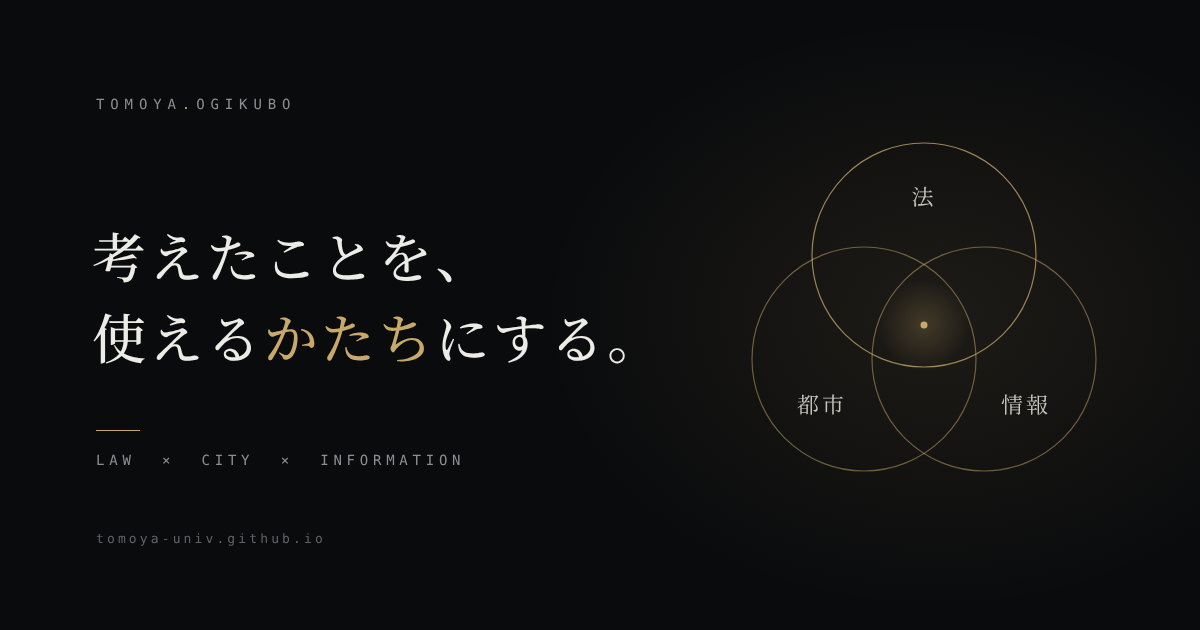 TOMOYA.OGIKUBO
考えたことを、
使えるかたちにする。
LAW × CITY × INFORMATION
tomoya-univ.github.io
法
都市
情報